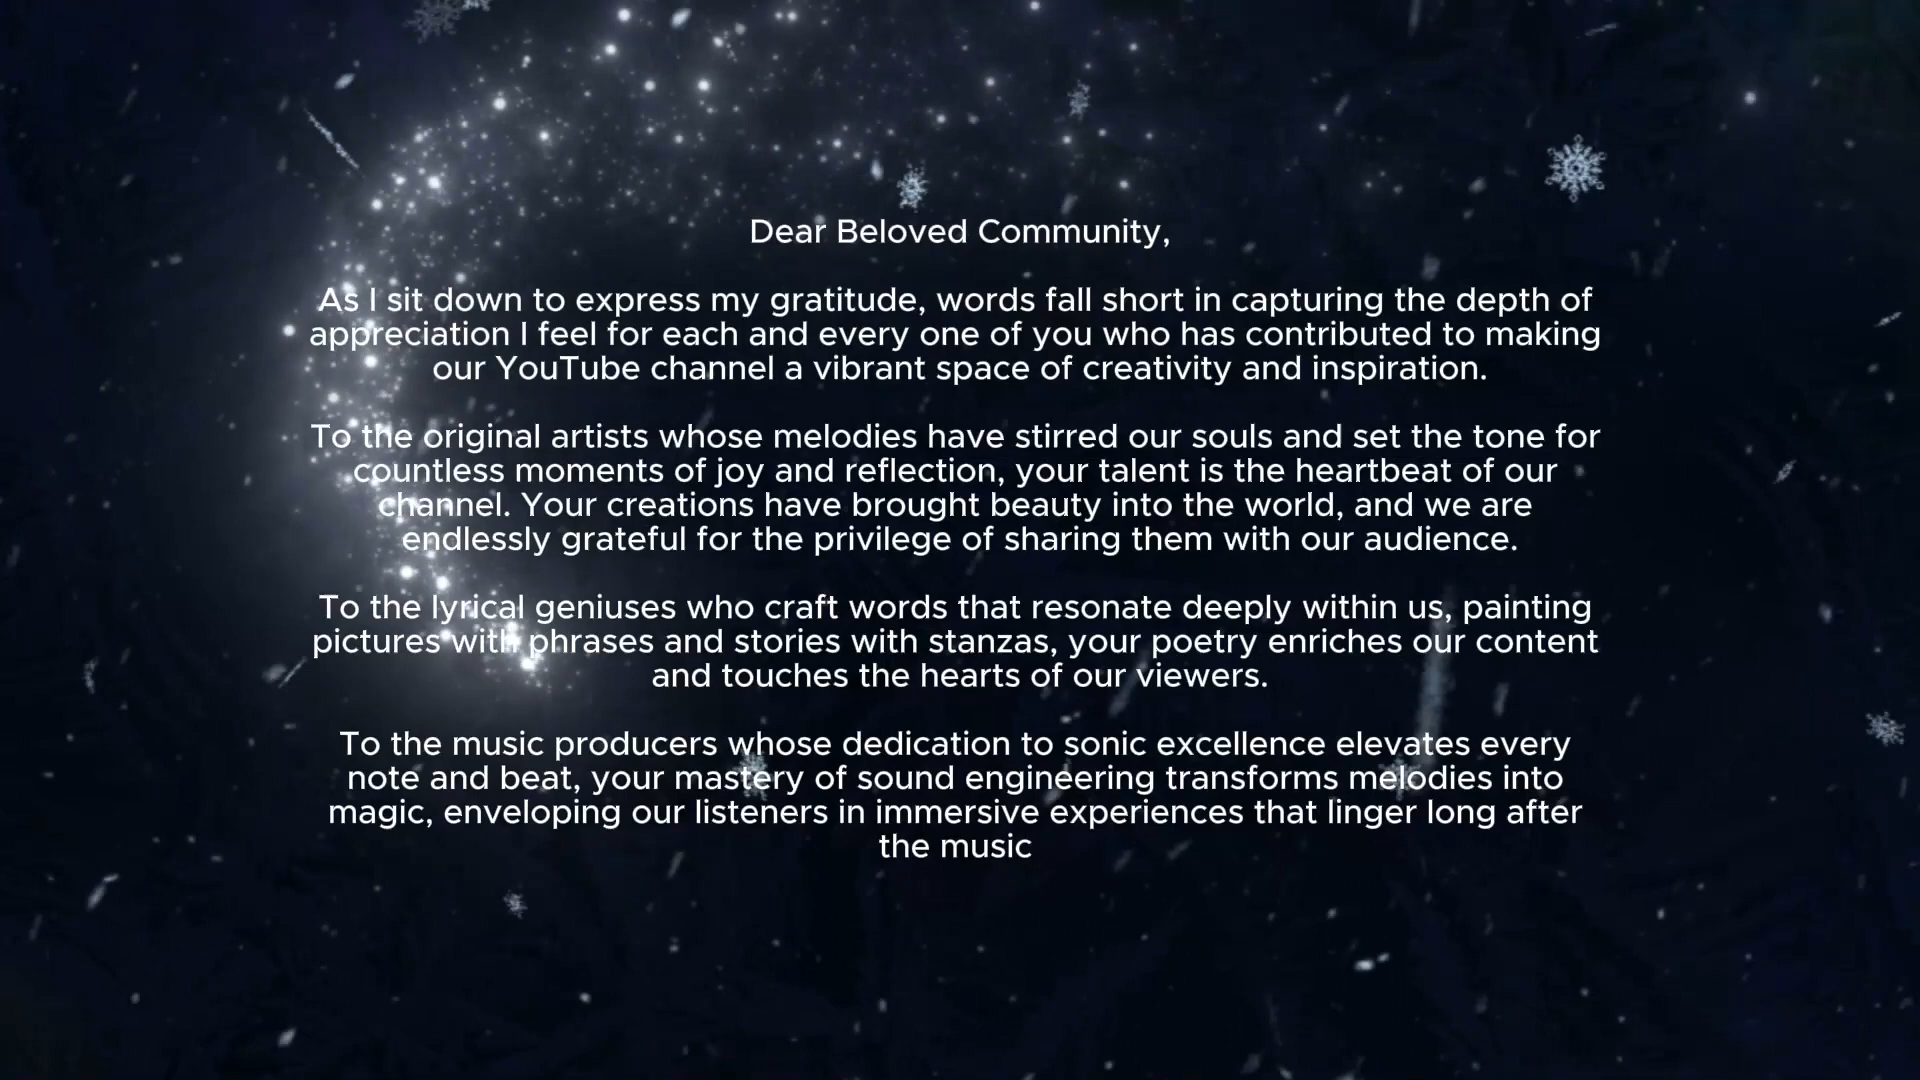 Dear Beloved Community,
As I sit down to express my gratitude, words fall short in capturing the depth of
appreciation I feel for each and every one of you who has contributed to making
our YouTube channel a vibrant space of creativity and inspiration.
To the original artists whose melodies have stirred our souls and set the tone for
countless moments of joy and reflection, your talent is the heartbeat of our
channel. Your creations have brought beauty into the world, and we are
endlessly grateful for the privilege of sharing them with our audience.
To the lyrical geniuses who craft words that resonate deeply within us, painting
pictures with phrases and stories with stanzas, your poetry enriches our content
and touches the hearts of our viewers.
To the music producers whose dedication to sonic excellence elevates every
note and beat, your mastery of sound engineering transforms melodies into
magic, enveloping our listeners in immersive experiences that linger long after
the music